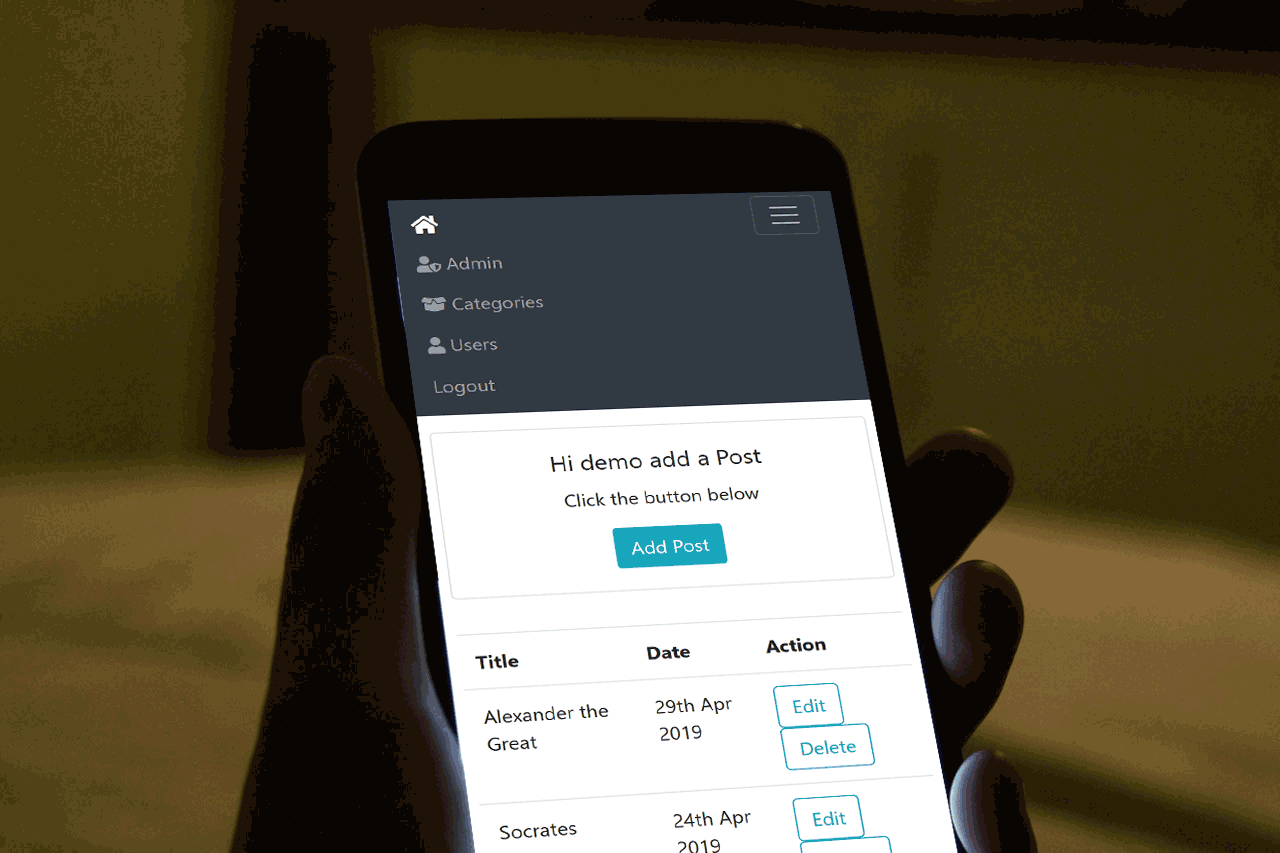 Admin
Categories
Users
Logout
Hi demo add a Post
Click the button below
Add Post
Title Date Action
Alexander the Great 29th Apr 2019 Edit
Delete
Socrates 24th Apr 2019 Edit